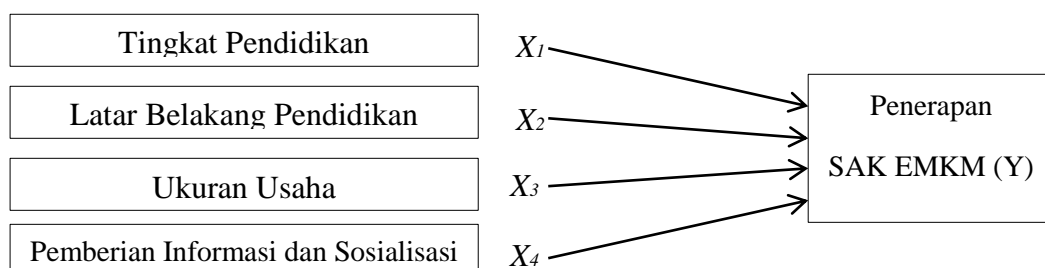 Tingkat Pendidikan
X1
Latar Belakang Pendidikan
X2
Ukuran Usaha
X3
Pemberian Informasi dan Sosialisasi
X4
Penerapan
SAK EMKM (Y)